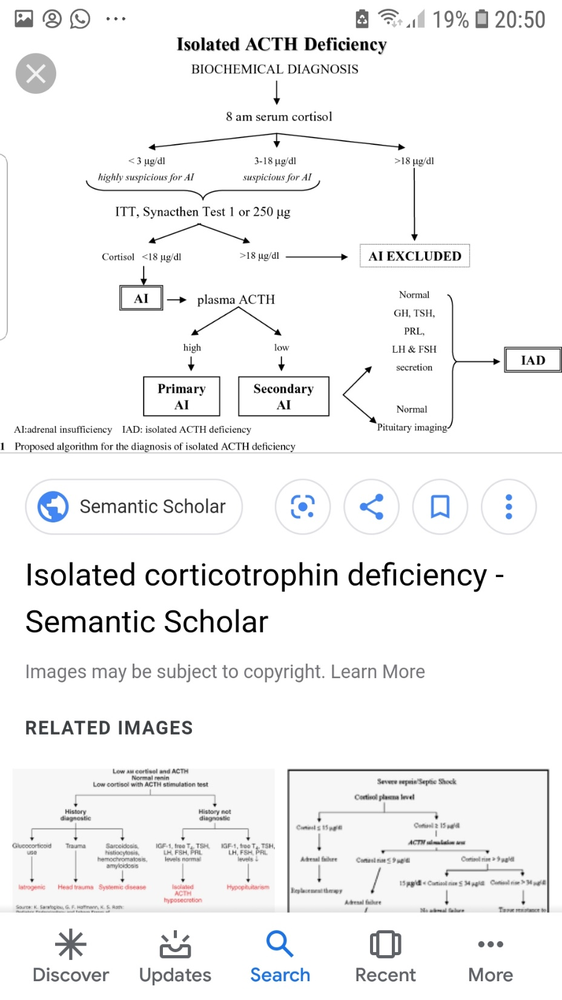 19% 20:50
Isolated ACTH Deficiency
BIOCHEMICAL DIAGNOSIS
8 am serum cortisol
< 3 µg/dl 3-18 µg/dl >18 µg/dl
highly suspicious for AI suspicious for AI
ITT, Synacthen Test 1 or 250 µg
Cortisol <18 µg/dl >18 µg/dl AI EXCLUDED
AI plasma ACTH
Normal
GH, TSH,
PRL,
LH & FSH
secretion
IAD
high low
Primary
AI
Secondary
AI
Normal
Pituitary imaging
AI:adrenal insufficiency IAD: isolated ACTH deficiency
1 Proposed algorithm for the diagnosis of isolated ACTH deficiency
Semantic Scholar
Isolated corticotrophin deficiency -
Semantic Scholar
Images may be subject to copyright. Learn More
RELATED IMAGES
Low AM cortisol and ACTH
Normal renin
Low cortisol with ACTH stimulation test
History
diagnostic
History not
diagnostic
Glucocorticoid
use
Trauma
Sarcoidosis,
histiocytosis,
hemochromatosis,
amyloidosis
IGF-1, free T₄, TSH,
LH, FSH, PRL
levels normal
IGF-1, free T₄, TSH,
LH, FSH, PRL
levels ↓
Iatrogenic
Head trauma
Systemic disease
Isolated
ACTH
hyposecretion
Hypopituitarism
Source: K. Sarafoglou, G. F. Hoffmann, K. S. Roth:
Severe sepsis/Septic Shock
Cortisol plasma level
Cortisol ≤ 15 µg/dl
Cortisol ≥ 15 µg/dl
ACTH stimulation test
Adrenal failure
Cortisol rise ≤ 9 µg/dl
Cortisol rise > 9 µg/dl
Replacement therapy
15 µg/dl < Cortisol rise ≤ 34 µg/dl
Cortisol rise > 34 µg/dl
Adrenal failure
No adrenal failure
Tissue resistance to
Discover
Updates
Search
Recent
More